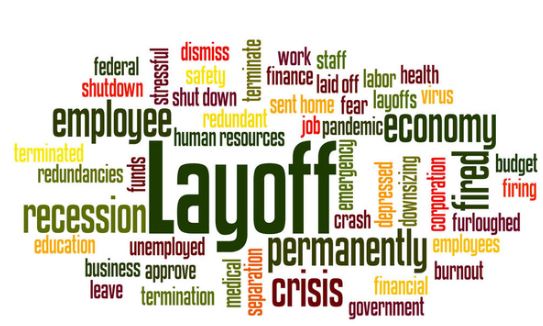 federal
shutdown
stressful
dismiss
safety
shut down
terminate
work
staff
finance
laid off
labor
health
sent home
fear
layoffs
virus
employee
redundant
human resources
job
pandemic
economy
terminated
redundancies
funds
Layoff
emergency
depressed
downsizing
corporation
fired
budget
firing
recession
crash
furloughed
education
unemployed
permanently
employees
business
approve
medical
separation
crisis
financial
burnout
leave
termination
government